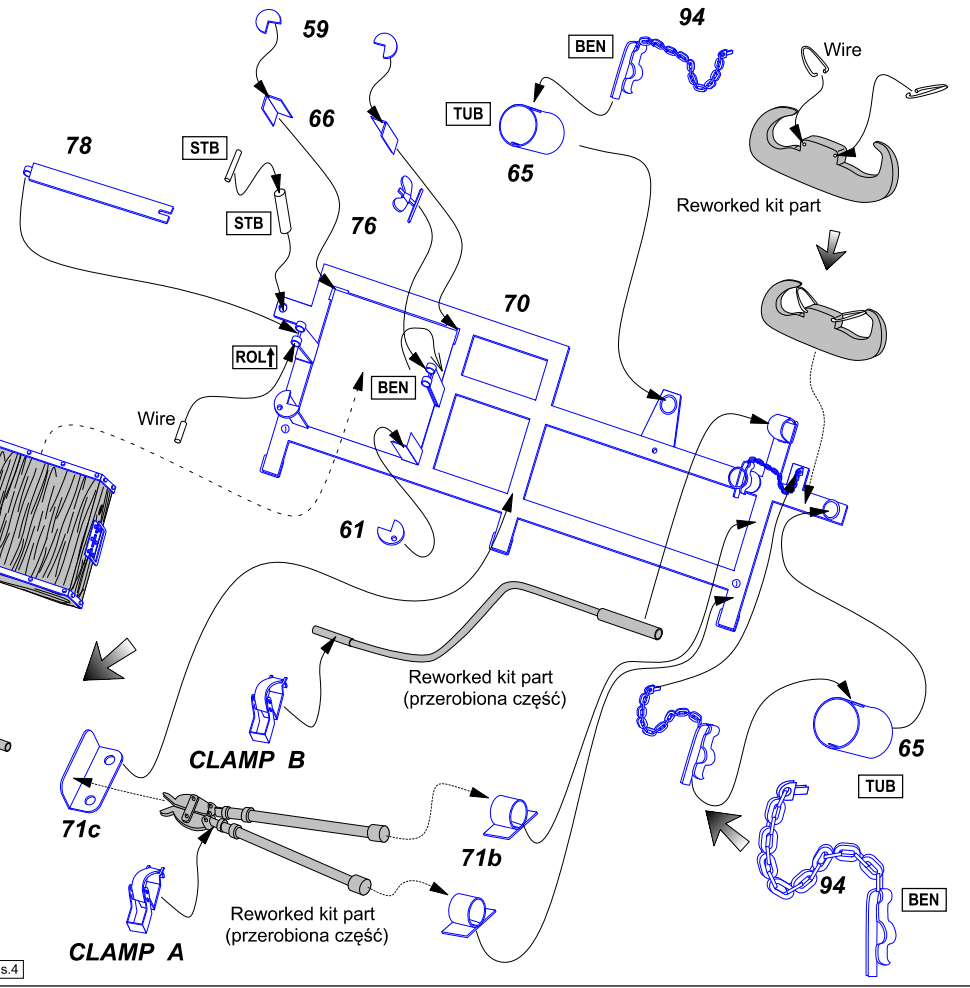 59
94
BEN
Wire
78
66
TUB
STB
65
STB
76
Reworked kit part
70
ROL
BEN
Wire
61
Reworked kit part
(przerobiona część)
CLAMP B
65
TUB
71c
71b
94
BEN
Reworked kit part
(przerobiona część)
CLAMP A
s.4